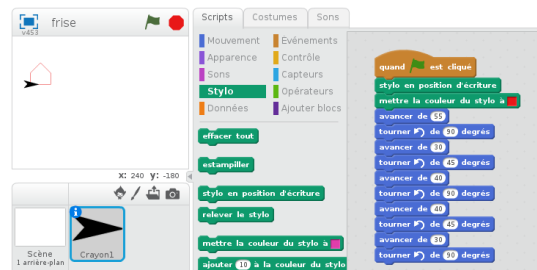 frise
v453
x: 240 y: -180
Scène
1 arrière-plan
Crayon1
Scripts
Costumes
Sons
Mouvement
Événements
Apparence
Contrôle
Sons
Capteurs
Stylo
Opérateurs
Données
Ajouter blocs
effacer tout
estampiller
stylo en position d'écriture
relever le stylo
mettre la couleur du stylo à
ajouter 10 à la couleur du stylo
quand est cliqué
stylo en position d'écriture
mettre la couleur du stylo à
avancer de 55
tourner de 90 degrés
avancer de 30
tourner de 45 degrés
avancer de 40
tourner de 90 degrés
avancer de 40
tourner de 45 degrés
avancer de 30
tourner de 90 degrés